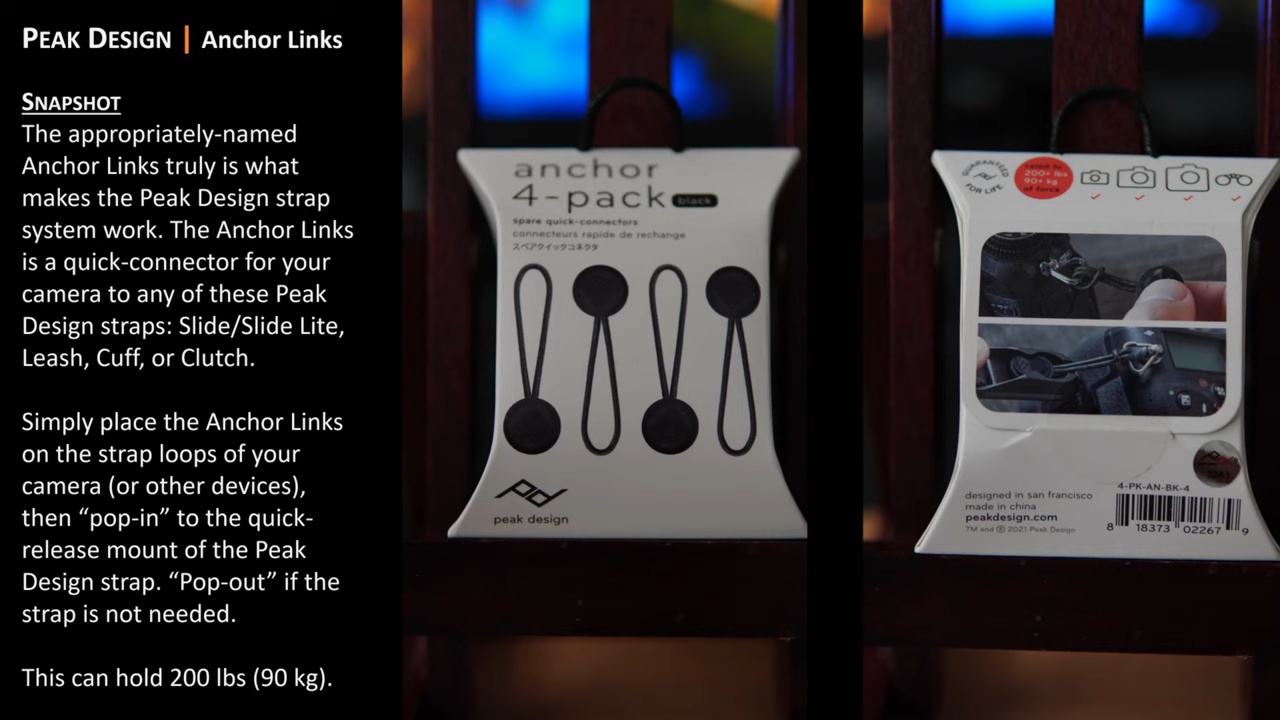 PEAK DESIGN | Anchor Links
SNAPSHOT
The appropriately-named
Anchor Links truly is what
makes the Peak Design strap
system work. The Anchor Links
is a quick-connector for your
camera to any of these Peak
Design straps: Slide/Slide Lite,
Leash, Cuff, or Clutch.
Simply place the Anchor Links
on the strap loops of your
camera (or other devices),
then “pop-in” to the quick-
release mount of the Peak
Design strap. “Pop-out” if the
strap is not needed.
This can hold 200 lbs (90 kg).
anchor
4-pack black
spare quick-connectors
connecteurs rapide de rechange
スペアクイックコネクタ
peak design
GUARANTEED
FOR LIFE
rated to
200+ lbs
90+ kg
of force
4-PK-AN-BK-4
designed in san francisco
made in china
peakdesign.com
TM and ® 2021 Peak Design
8 18373 02267 9